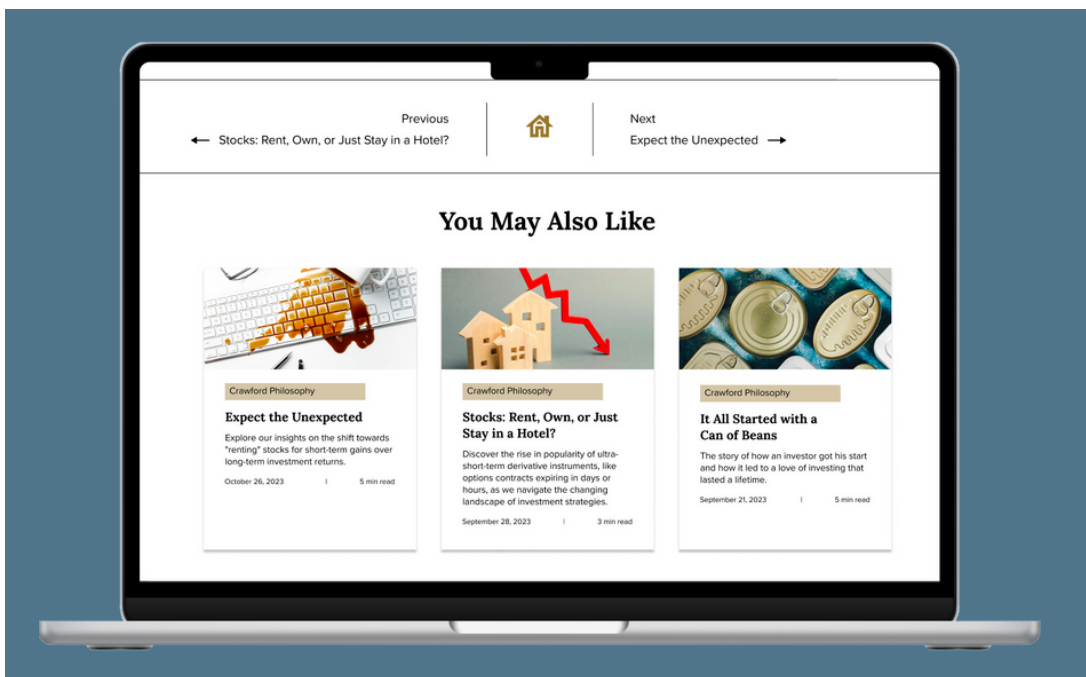 Previous
← Stocks: Rent, Own, or Just Stay in a Hotel?
Next
Expect the Unexpected →
You May Also Like
Crawford Philosophy
Expect the Unexpected
Explore our insights on the shift towards
"renting" stocks for short-term gains over
long-term investment returns.
October 26, 2023 | 5 min read
Crawford Philosophy
Stocks: Rent, Own, or Just
Stay in a Hotel?
Discover the rise in popularity of ultra-
short-term derivative instruments, like
options contracts expiring in days or
hours, as we navigate the changing
landscape of investment strategies.
September 28, 2023 | 3 min read
Crawford Philosophy
It All Started with a
Can of Beans
The story of how an investor got his start
and how it led to a love of investing that
lasted a lifetime.
September 21, 2023 | 5 min read